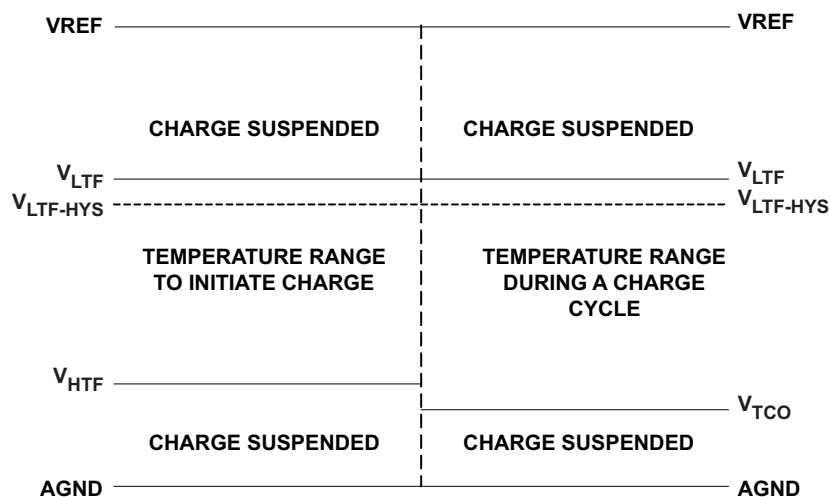 VREF
VREF
CHARGE SUSPENDED
CHARGE SUSPENDED
VLTF
VLTF
VLTF-HYS
VLTF-HYS
TEMPERATURE RANGE
TO INITIATE CHARGE
TEMPERATURE RANGE
DURING A CHARGE
CYCLE
VHTF
VTCO
CHARGE SUSPENDED
CHARGE SUSPENDED
AGND
AGND